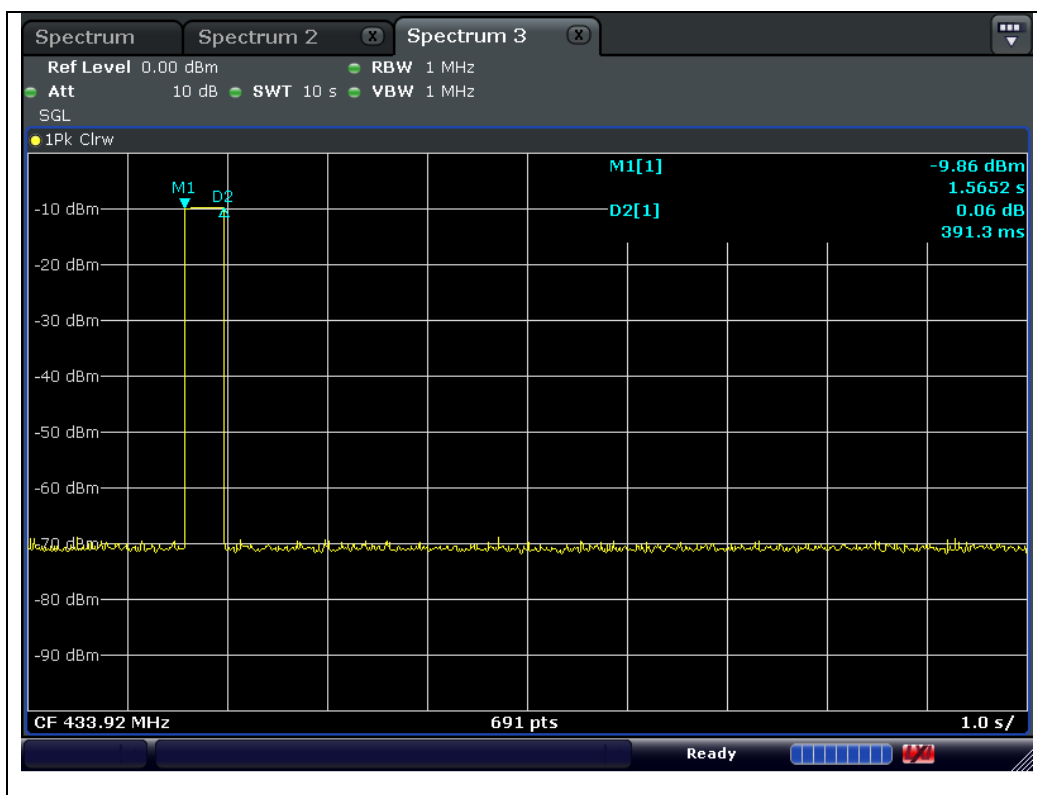 Spectrum Spectrum 2 X Spectrum 3 X
Ref Level 0.00 dBm RBW 1 MHz
Att 10 dB SWT 10 s VBW 1 MHz
SGL
1Pk Clrw
M1[1] -9.86 dBm
1.5652 s
M1 D2
-10 dBm D2[1] 0.06 dB
391.3 ms
-20 dBm
-30 dBm
-40 dBm
-50 dBm
-60 dBm
-70 dBm
-80 dBm
-90 dBm
CF 433.92 MHz 691 pts 1.0 s/
Ready